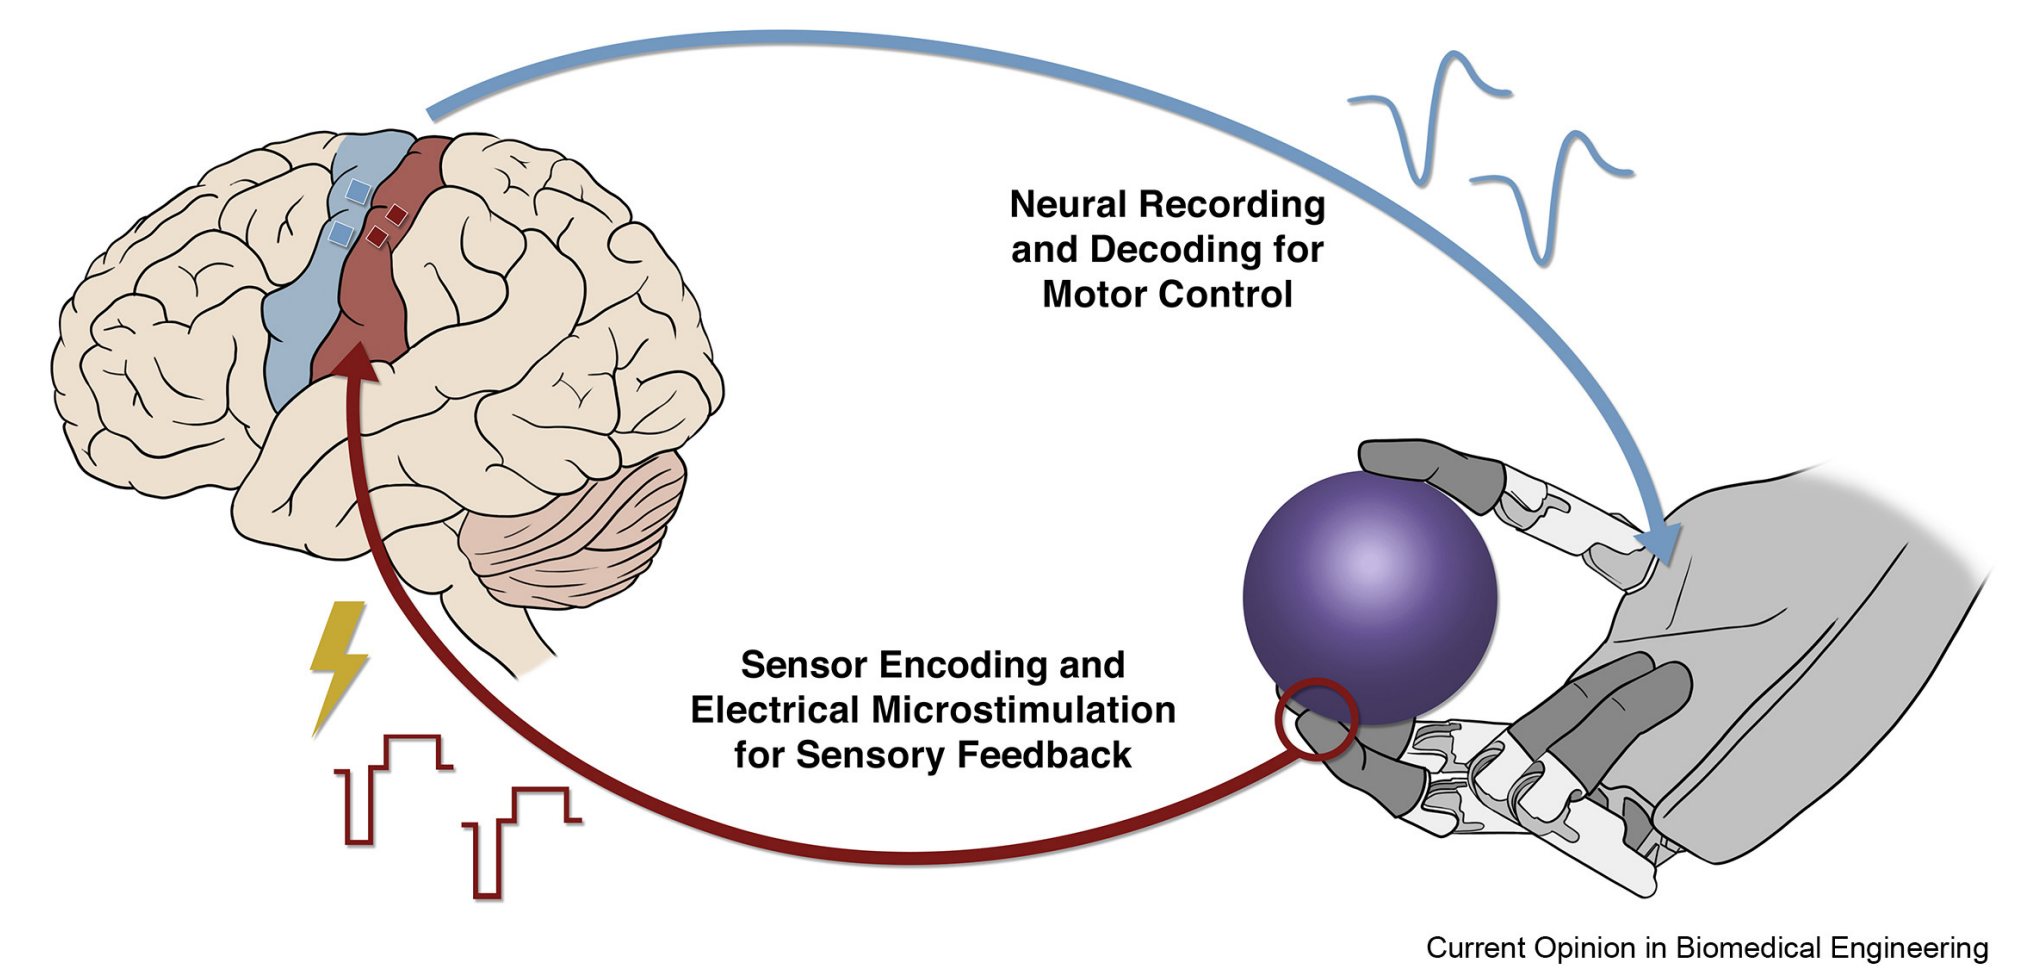 Neural Recording
and Decoding for
Motor Control
Sensor Encoding and
Electrical Microstimulation
for Sensory Feedback
Current Opinion in Biomedical Engineering